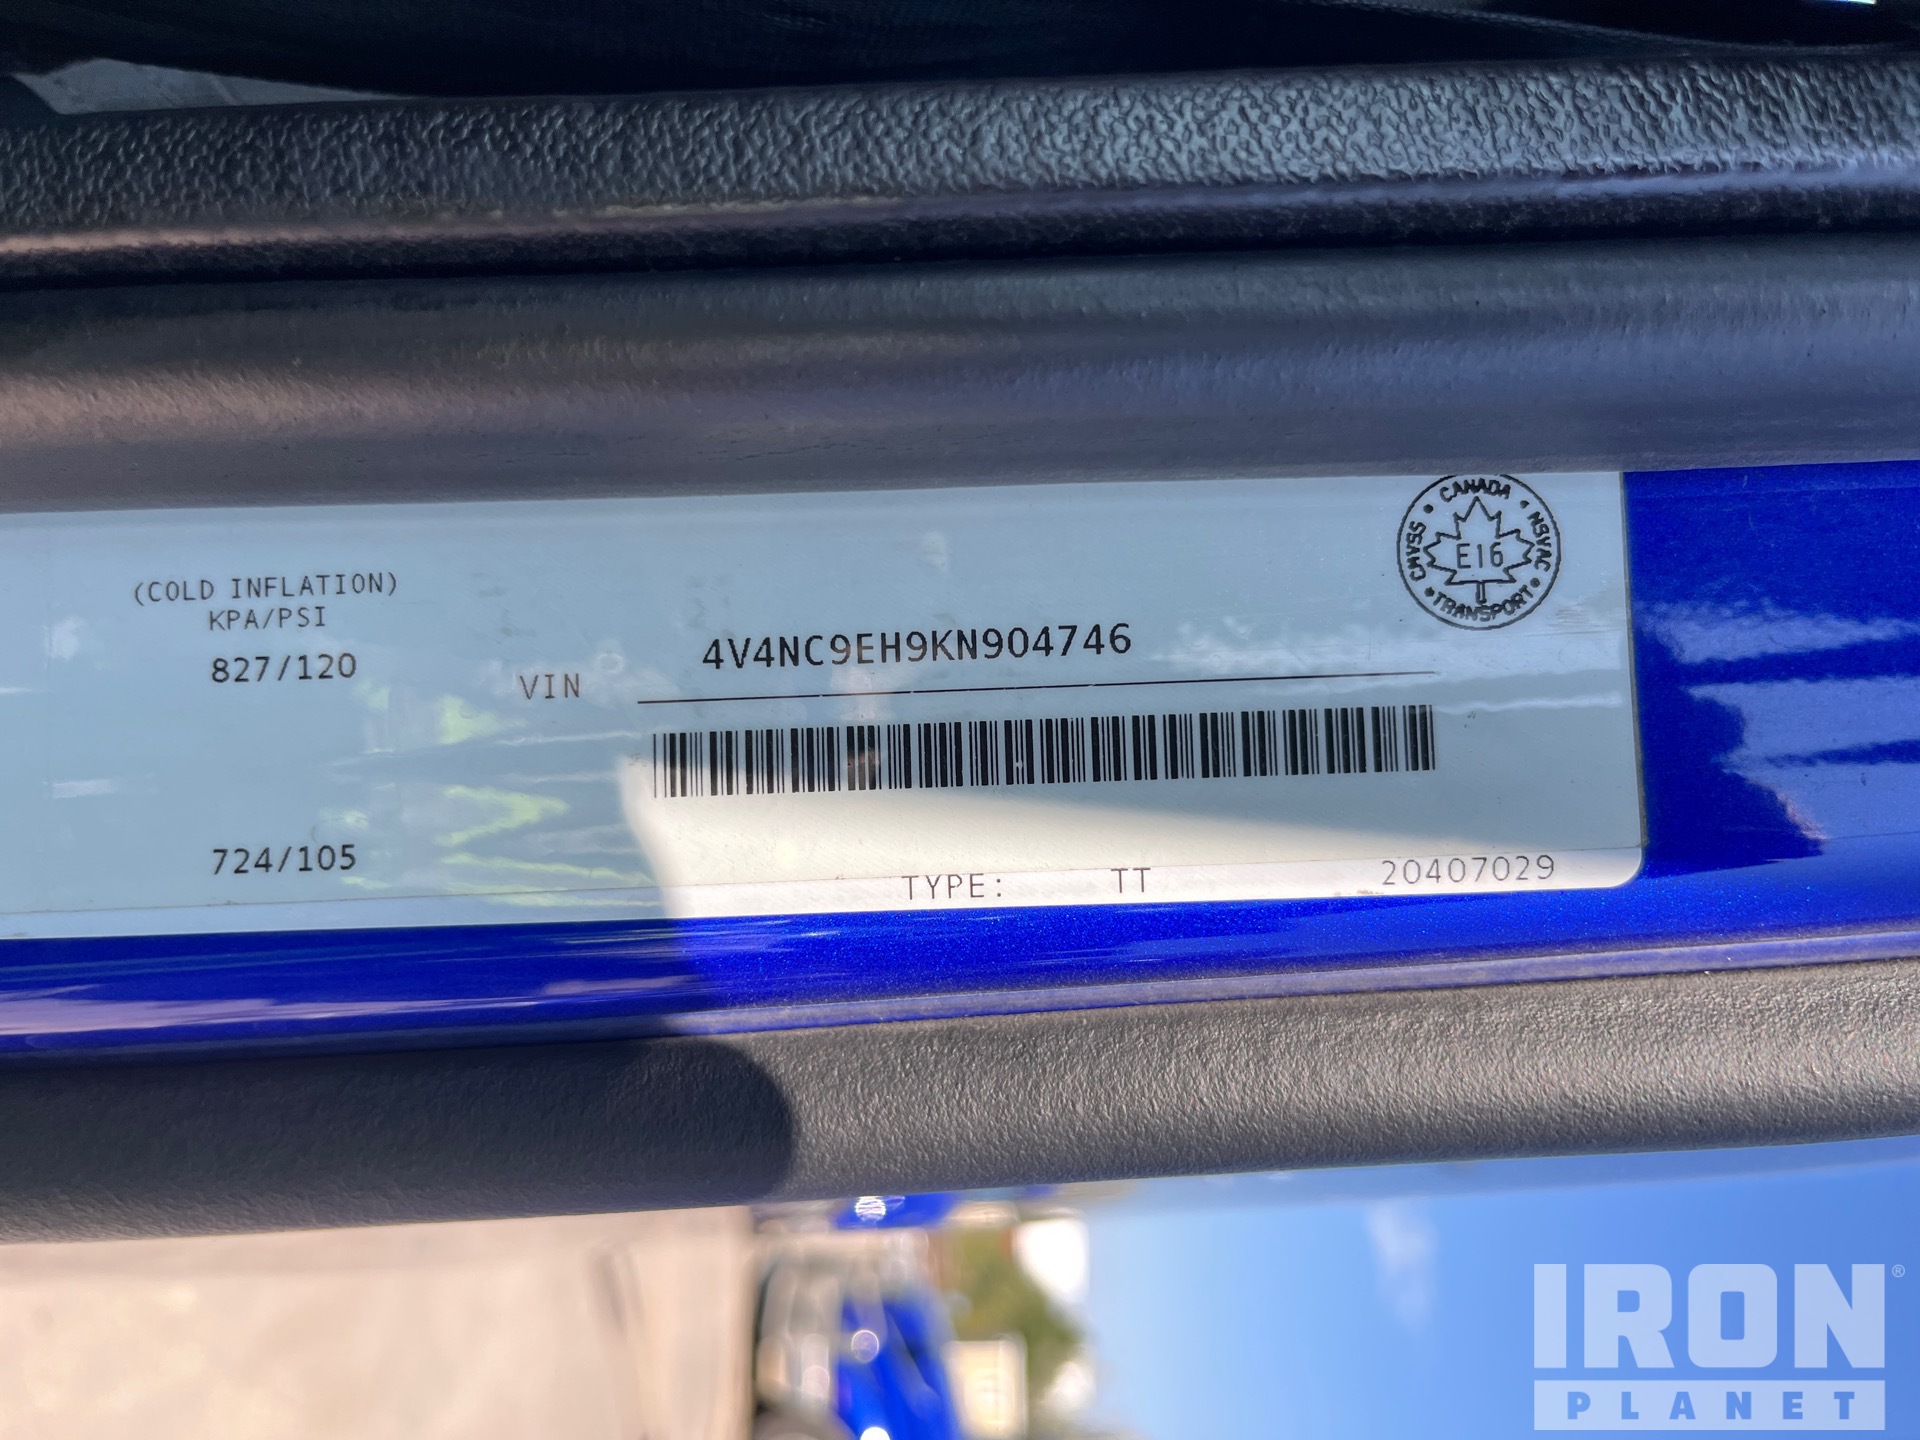 (COLD INFLATION)
KPA/PSI
827/120
724/105
VIN 4V4NC9EH9KN904746
TYPE: TT 20407029
CANADA
CMVSS NSVAC
E16
TRANSPORT
IRON®
PLANET